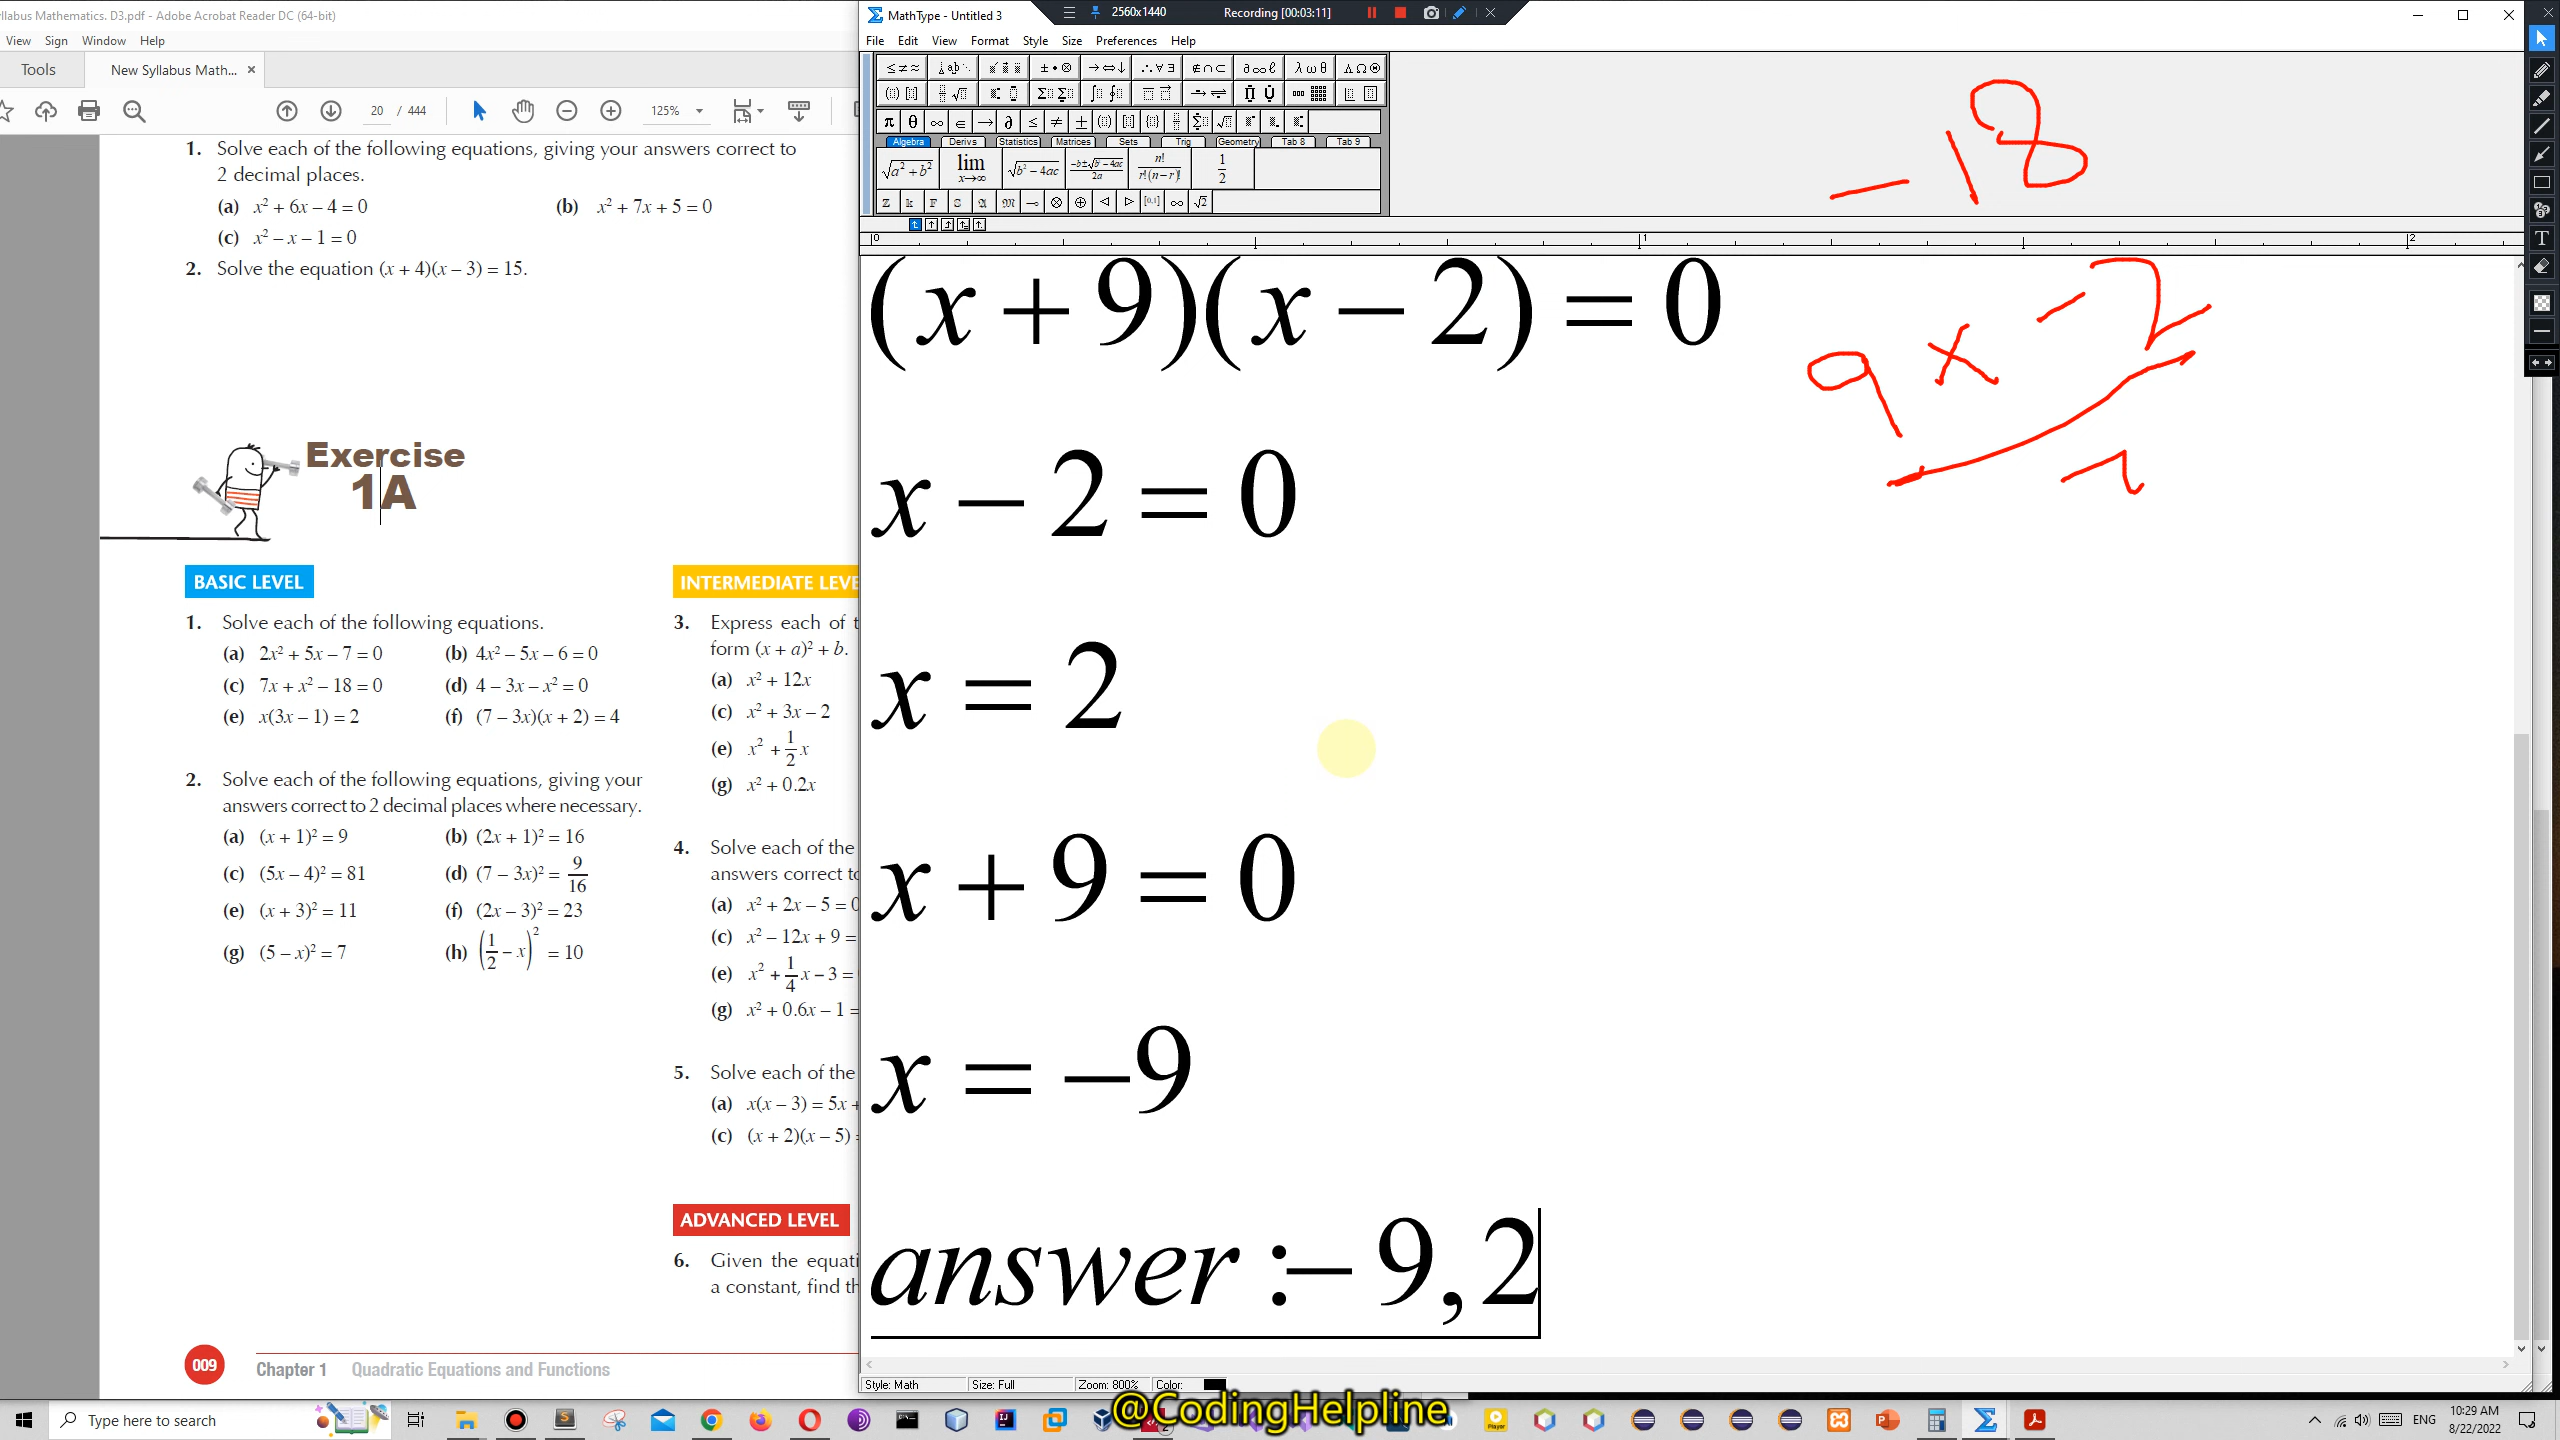 llabus Mathematics. D3.pdf - Adobe Acrobat Reader DC (64-bit)
View Sign Window Help
Tools New Syllabus Math... ×
20 / 444 125%
1. Solve each of the following equations, giving your answers correct to
2 decimal places.
(a) x² + 6x – 4 = 0 (b) x² + 7x + 5 = 0
(c) x² – x – 1 = 0
2. Solve the equation (x + 4)(x – 3) = 15.
Exercise
1A
BASIC LEVEL
1. Solve each of the following equations.
(a) 2x² + 5x – 7 = 0 (b) 4x² – 5x – 6 = 0
(c) 7x + x² – 18 = 0 (d) 4 – 3x – x² = 0
(e) x(3x – 1) = 2 (f) (7 – 3x)(x + 2) = 4
2. Solve each of the following equations, giving your
answers correct to 2 decimal places where necessary.
(a) (x + 1)² = 9 (b) (2x + 1)² = 16
(c) (5x – 4)² = 81 (d) (7 – 3x)² = 9/16
(e) (x + 3)² = 11 (f) (2x – 3)² = 23
(g) (5 – x)² = 7 (h) (1/2 – x)² = 10
INTERMEDIATE LEVE
3. Express each of t
form (x + a)² + b.
(a) x² + 12x
(c) x² + 3x – 2
(e) x² + 1/2 x
(g) x² + 0.2x
4. Solve each of the
answers correct to
(a) x² + 2x – 5 = 0
(c) x² – 12x + 9 =
(e) x² + 1/4 x – 3 =
(g) x² + 0.6x – 1 =
5. Solve each of the
(a) x(x – 3) = 5x +
(c) (x + 2)(x – 5) =
ADVANCED LEVEL
6. Given the equati
a constant, find th
009 Chapter 1 Quadratic Equations and Functions
MathType - Untitled 3
2560x1440 Recording [00:03:11]
File Edit View Format Style Size Preferences Help
Algebra Derivs Statistics Matrices Sets Trig Geometry Tab 8 Tab 9
0 1 2
(x + 9)(x – 2) = 0
x – 2 = 0
x = 2
x + 9 = 0
x = –9
answer :– 9, 2
– 18
9 x – 2
Style: Math Size: Full Zoom: 800% Color:
@CodingHelpline
Type here to search
ENG 10:29 AM
8/22/2022